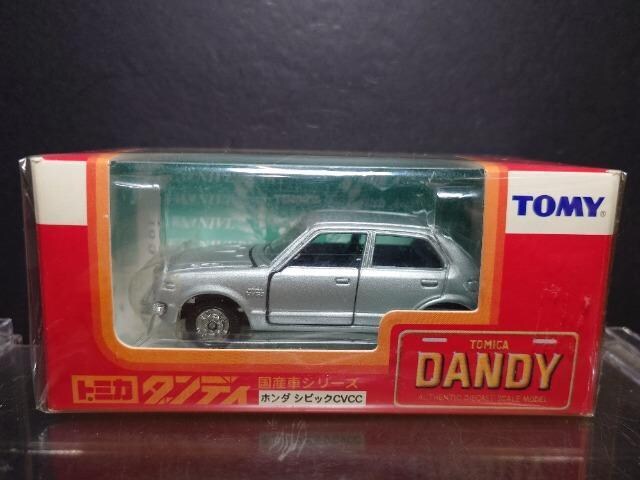 TOMY
トミカ ダンディ
国産車シリーズ
ホンダ シビックCVCC
TOMICA
DANDY
AUTHENTIC DIECAST SCALE MODEL